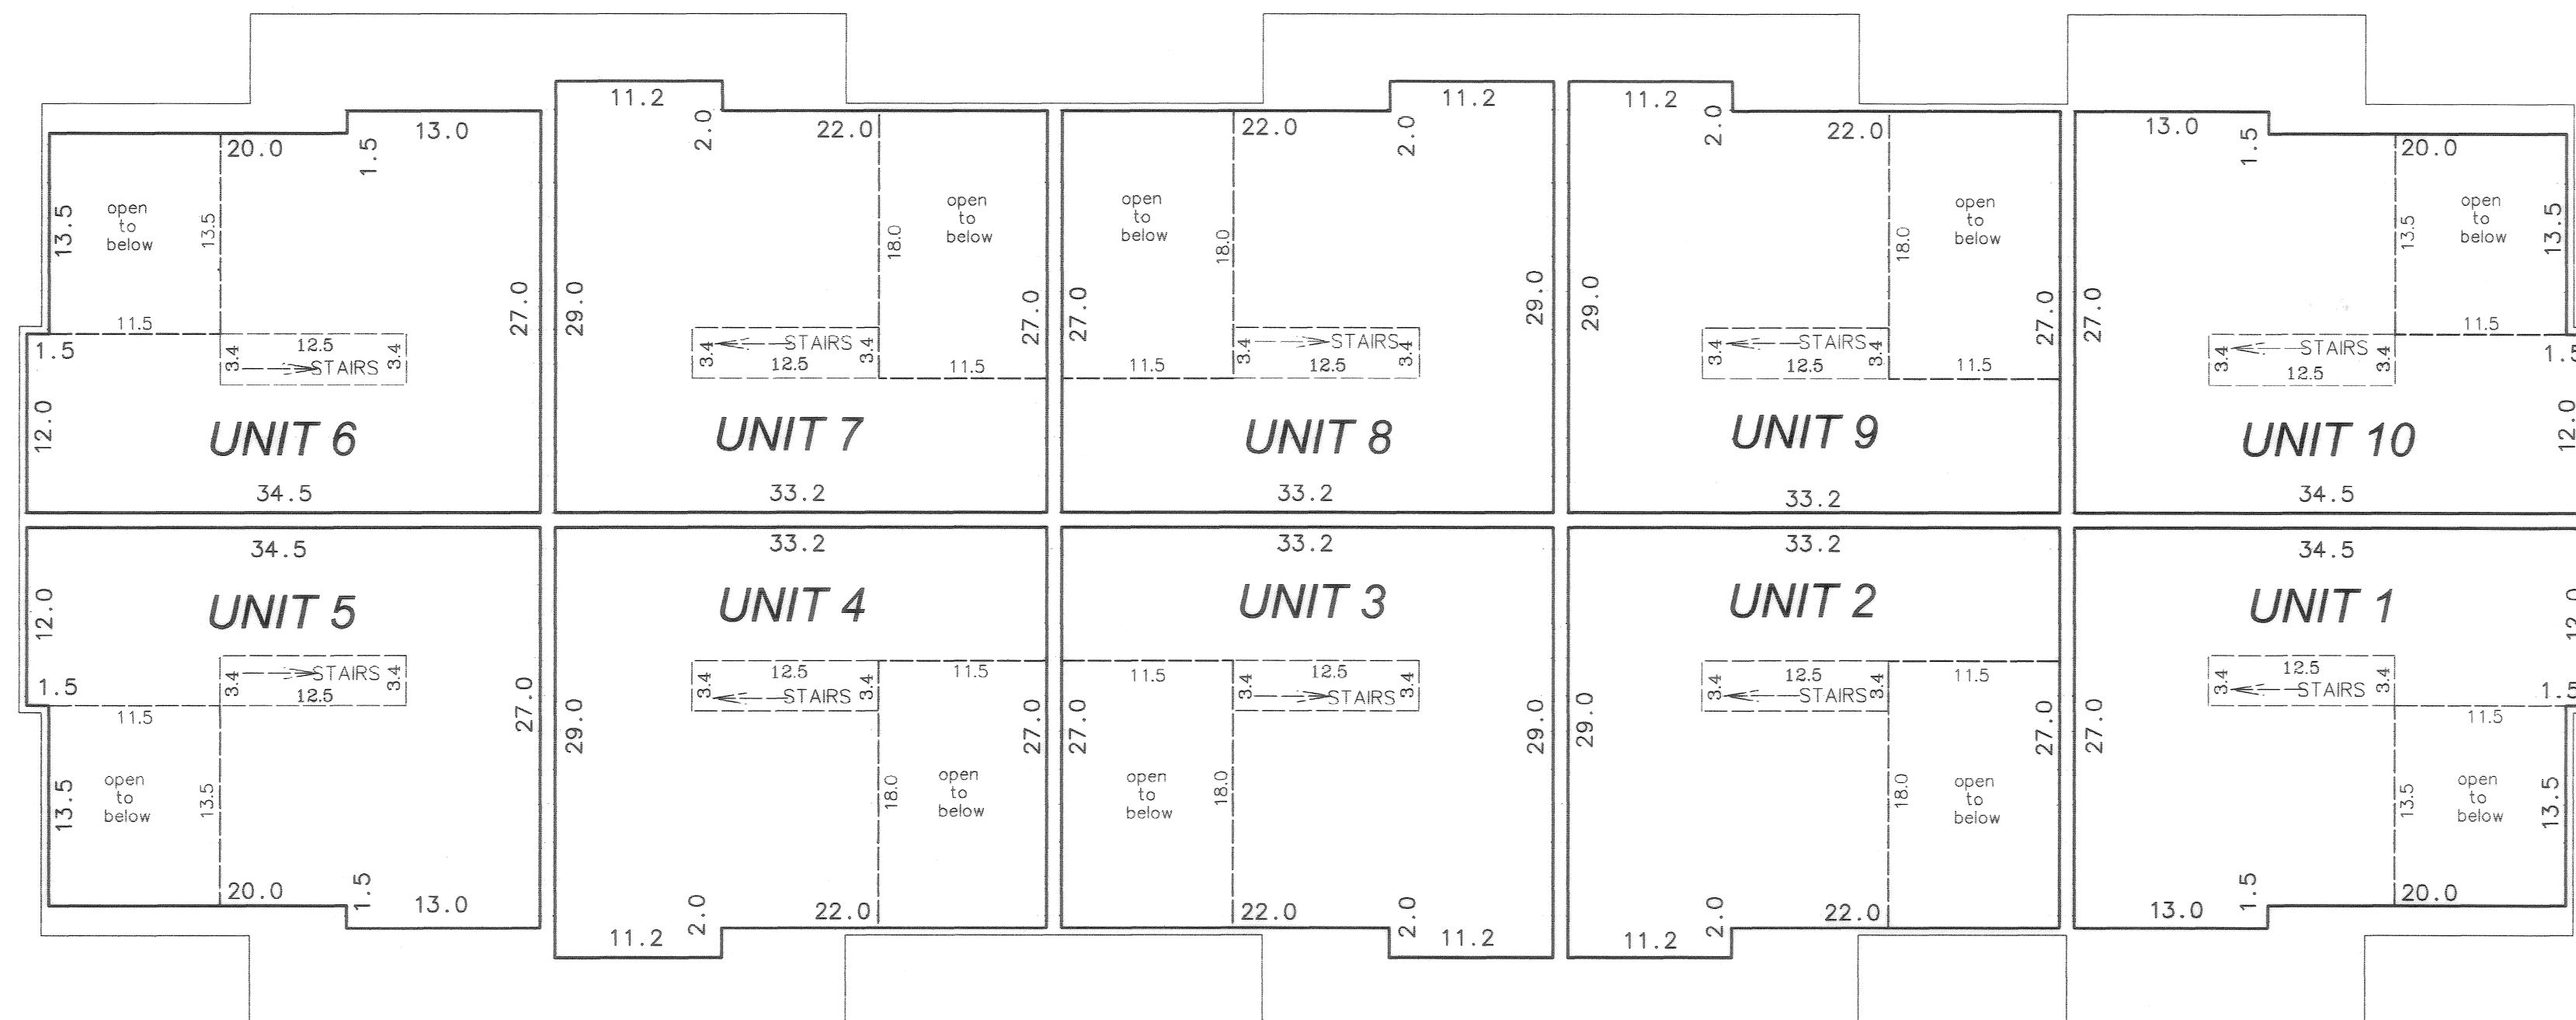 11.2
2.0
22.0
18.0
open
to
below
29.0
27.0
3.4
STAIRS
3.4
12.5
11.5
UNIT 7
33.2
13.0
20.0
1.5
13.5
open
to
below
13.5
11.5
27.0
1.5
12.5
3.4
STAIRS
3.4
12.0
UNIT 6
34.5
22.0
11.2
2.0
open
to
below
18.0
27.0
29.0
3.4
STAIRS
3.4
11.5
12.5
UNIT 8
33.2
11.2
2.0
22.0
18.0
open
to
below
29.0
27.0
3.4
STAIRS
3.4
12.5
11.5
UNIT 9
33.2
13.0
1.5
20.0
13.5
open
to
below
13.5
27.0
11.5
1.5
3.4
STAIRS
3.4
12.5
12.0
UNIT 10
34.5
34.5
12.0
UNIT 5
3.4
STAIRS
3.4
12.5
1.5
11.5
27.0
13.5
open
to
below
13.5
20.0
1.5
13.0
33.2
UNIT 4
12.5
11.5
3.4
STAIRS
3.4
29.0
27.0
18.0
open
to
below
2.0
22.0
11.2
33.2
UNIT 3
11.5
12.5
3.4
STAIRS
3.4
27.0
29.0
open
to
below
18.0
22.0
2.0
11.2
33.2
UNIT 2
12.5
11.5
3.4
STAIRS
3.4
29.0
27.0
18.0
open
to
below
2.0
22.0
11.2
34.5
12.0
UNIT 1
12.5
3.4
STAIRS
3.4
1.5
11.5
27.0
13.5
open
to
below
13.5
1.5
20.0
13.0